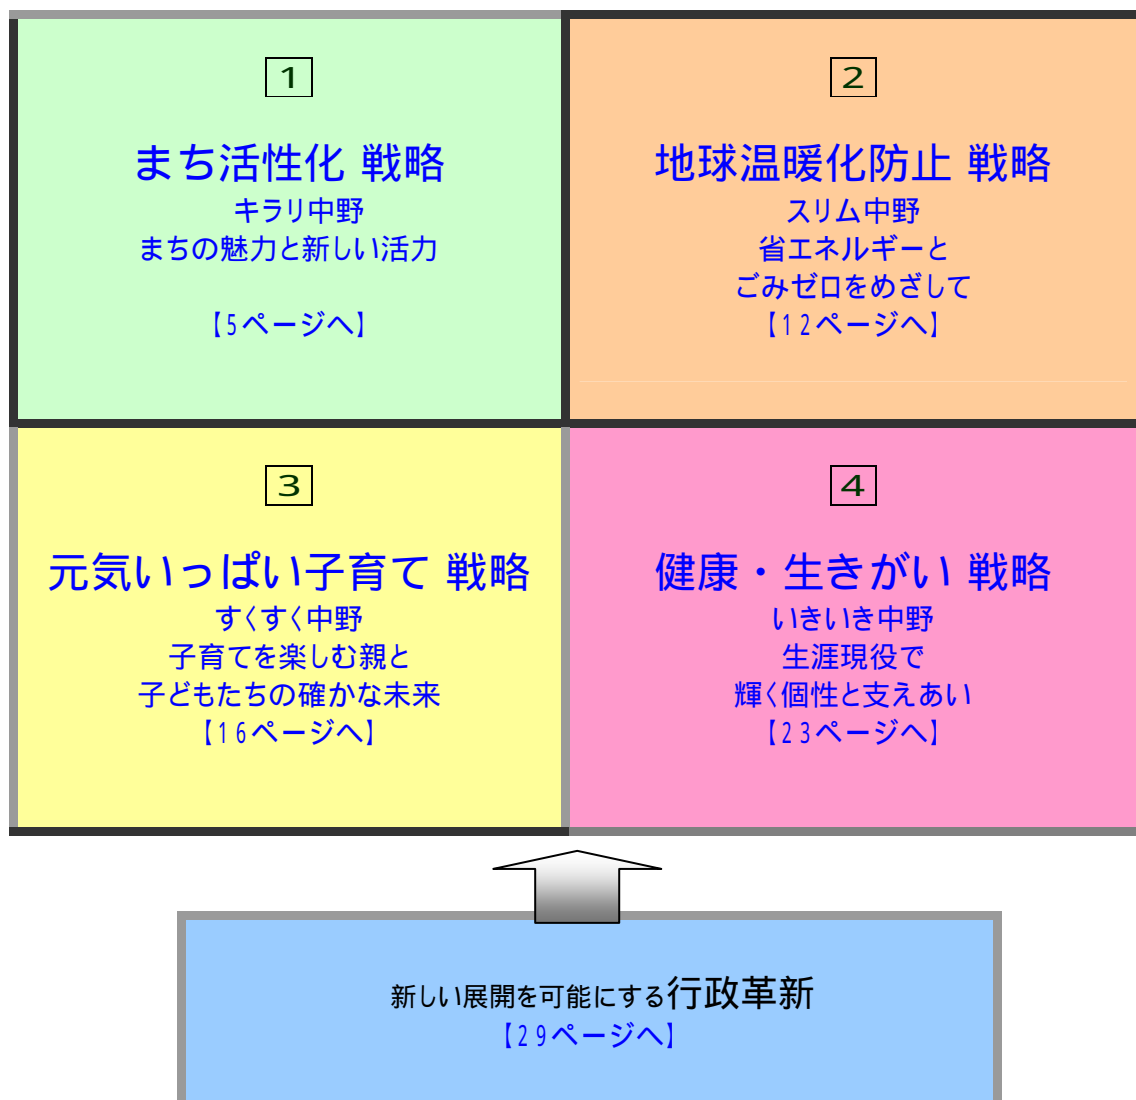 1
まち活性化 戦略
キラリ中野
まちの魅力と新しい活力
【5ページへ】
2
地球温暖化防止 戦略
スリム中野
省エネルギーと
ごみゼロをめざして
【12ページへ】
3
元気いっぱい子育て 戦略
すくすく中野
子育てを楽しむ親と
子どもたちの確かな未来
【16ページへ】
4
健康・生きがい 戦略
いきいき中野
生涯現役で
輝く個性と支えあい
【23ページへ】
新しい展開を可能にする行政革新
【29ページへ】